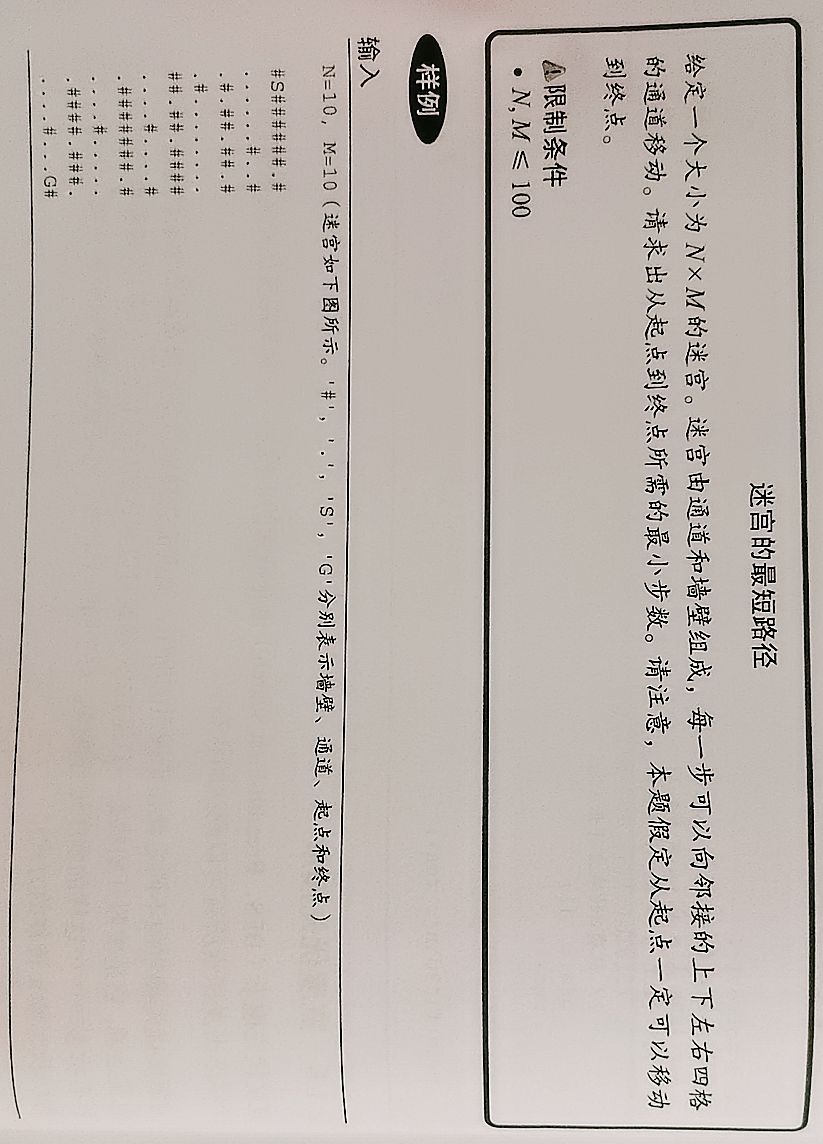 迷宫的最短路径
给定一个大小为 N×M 的迷宫。迷宫由通道和墙壁组成，每一步可以向邻接的上下左右四格
的通道移动。请求出从起点到终点所需的最小步数。请注意，本题假定从起点一定可以移动
到终点。
限制条件
• N, M ≤ 100
样例
输入
N=10, M=10（迷宫如下图所示。'#', '.', 'S', 'G'分别表示墙壁、通道、起点和终点）
#S######.#
......#..#
.#.##.##.#
.#........
##.##.####
....#....#
.#######.#
....#.....
.####.###.
....#...G#